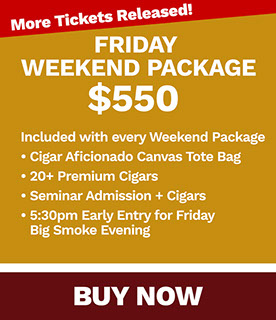 More Tickets Released!
FRIDAY
WEEKEND PACKAGE
$550
Included with every Weekend Package
• Cigar Aficionado Canvas Tote Bag
• 20+ Premium Cigars
• Seminar Admission + Cigars
• 5:30pm Early Entry for Friday
Big Smoke Evening
BUY NOW